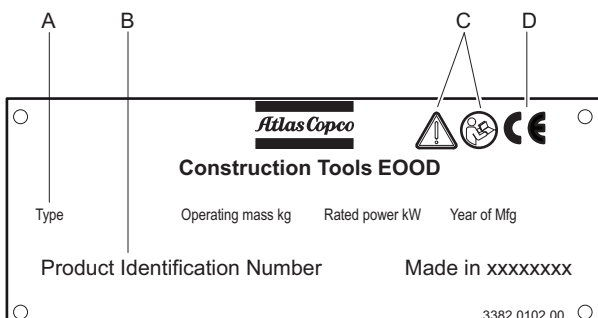 A B C D
Atlas Copco
Construction Tools EOOD
Type Operating mass kg Rated power kW Year of Mfg
Product Identification Number Made in xxxxxxxx
3382 0102 00